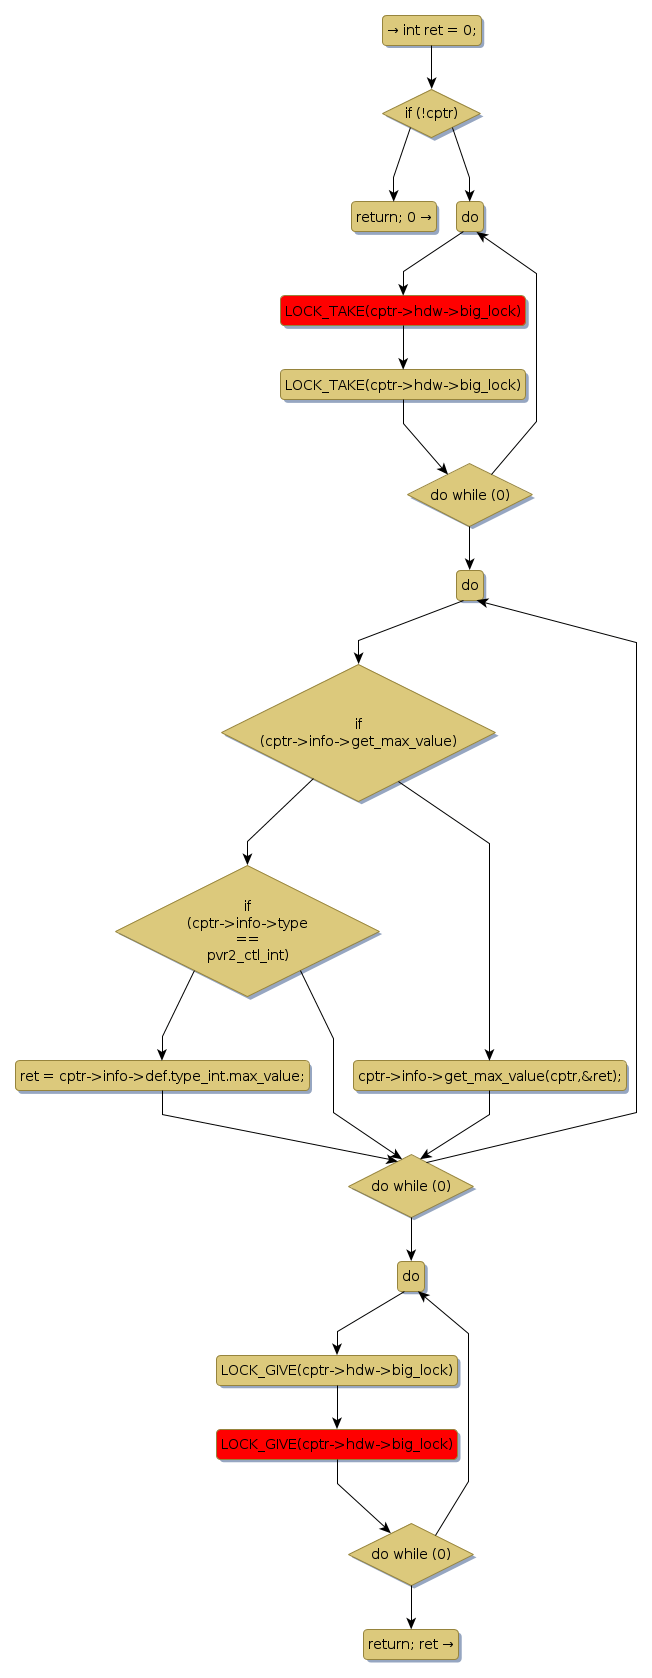 → int ret = 0;
if (!cptr)
return; 0 →
do
LOCK_TAKE(cptr->hdw->big_lock)
LOCK_TAKE(cptr->hdw->big_lock)
do while (0)
do
if
(cptr->info->get_max_value)
if
(cptr->info->type
==
pvr2_ctl_int)
ret = cptr->info->def.type_int.max_value;
cptr->info->get_max_value(cptr,&ret);
do while (0)
do
LOCK_GIVE(cptr->hdw->big_lock)
LOCK_GIVE(cptr->hdw->big_lock)
do while (0)
return; ret →